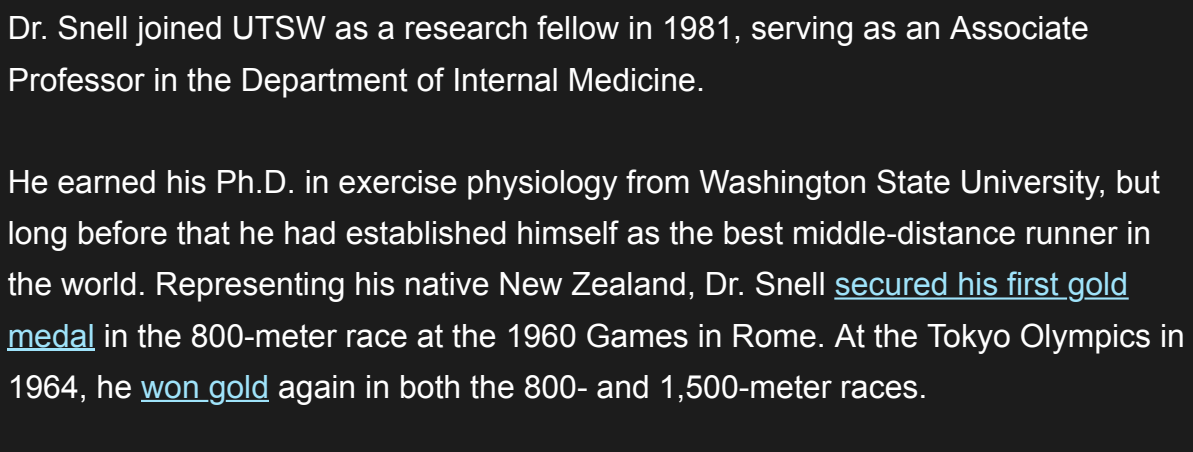 Dr. Snell joined UTSW as a research fellow in 1981, serving as an Associate
Professor in the Department of Internal Medicine.
He earned his Ph.D. in exercise physiology from Washington State University, but
long before that he had established himself as the best middle-distance runner in
the world. Representing his native New Zealand, Dr. Snell secured his first gold
medal in the 800-meter race at the 1960 Games in Rome. At the Tokyo Olympics in
1964, he won gold again in both the 800- and 1,500-meter races.